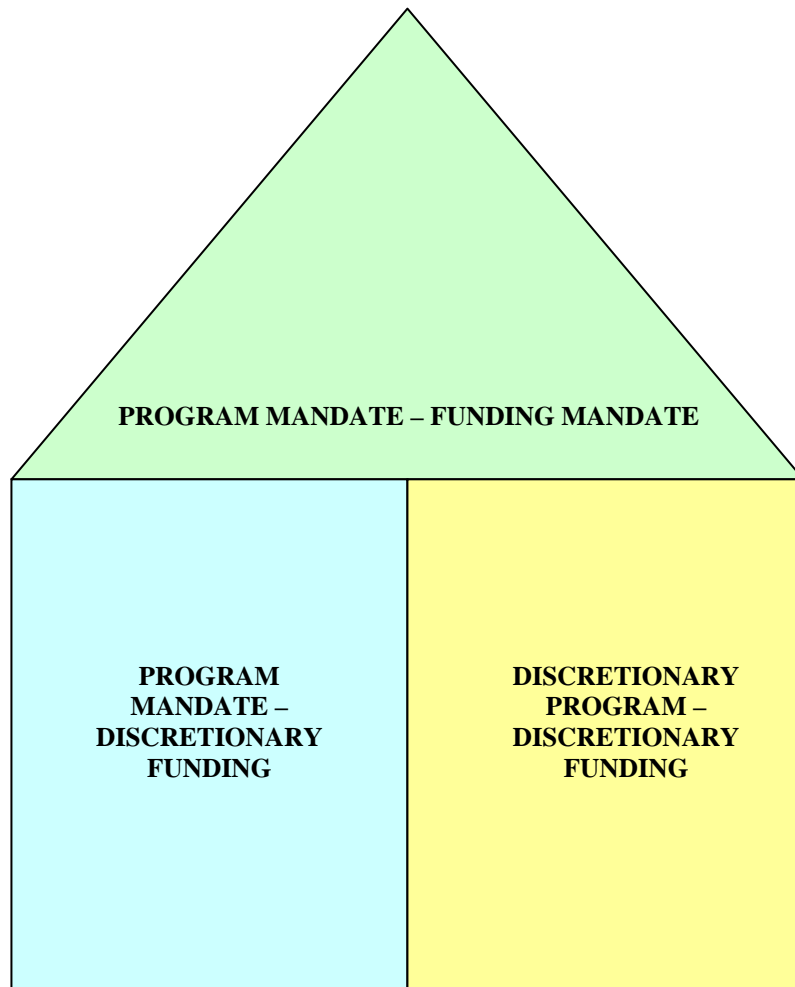 PROGRAM MANDATE – FUNDING MANDATE
PROGRAM
MANDATE –
DISCRETIONARY
FUNDING
DISCRETIONARY
PROGRAM –
DISCRETIONARY
FUNDING